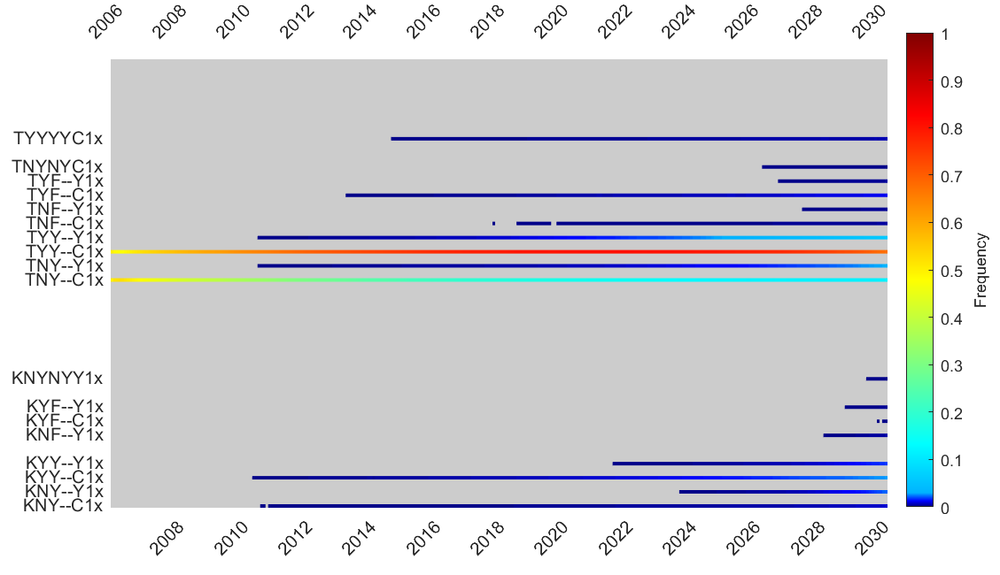 2006 2008 2010 2012 2014 2016 2018 2020 2022 2024 2026 2028 2030
TYYYYC1x
TNYNYC1x
TYF--Y1x
TYF--C1x
TNF--Y1x
TNF--C1x
TYY--Y1x
TYY--C1x
TNY--Y1x
TNY--C1x
KNYNYY1x
KYF--Y1x
KYF--C1x
KNF--Y1x
KYY--Y1x
KYY--C1x
KNY--Y1x
KNY--C1x
2008 2010 2012 2014 2016 2018 2020 2022 2024 2026 2028 2030
1
0.9
0.8
0.7
0.6
0.5
0.4
0.3
0.2
0.1
0
Frequency